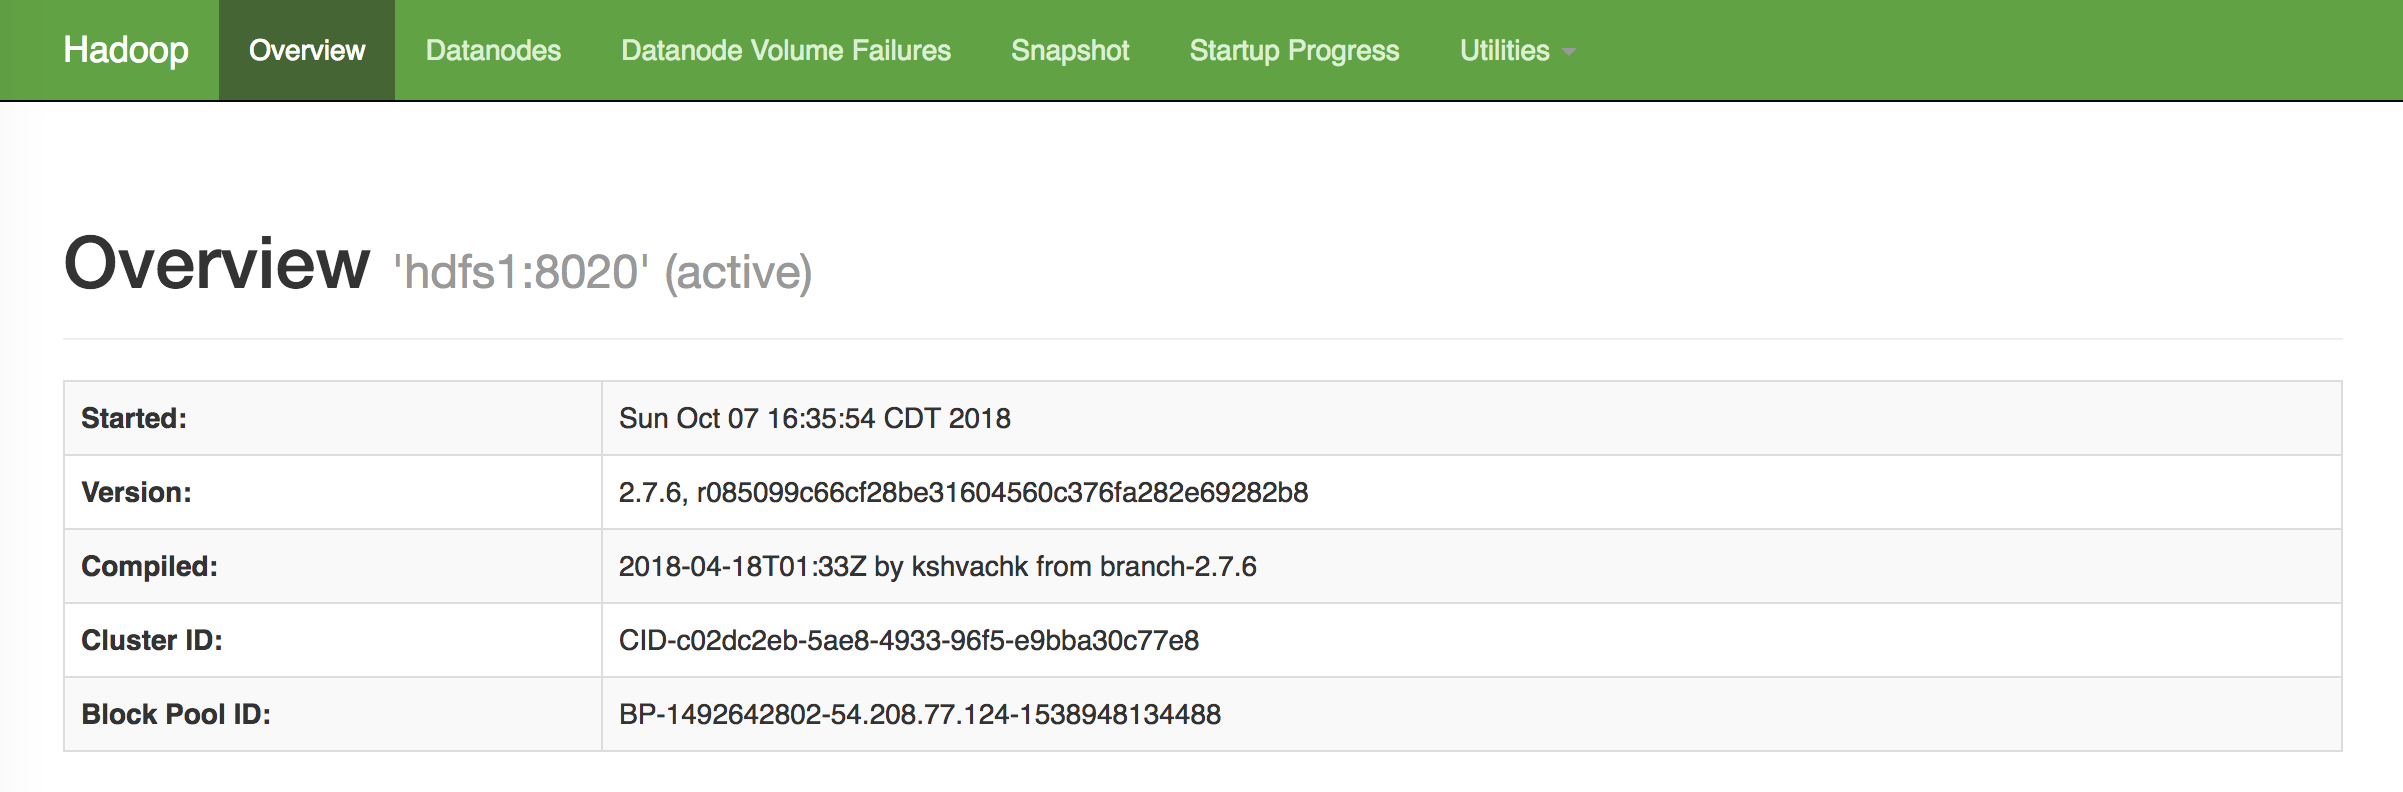 Hadoop Overview Datanodes Datanode Volume Failures Snapshot Startup Progress Utilities
Overview 'hdfs1:8020' (active)
Started: Sun Oct 07 16:35:54 CDT 2018
Version: 2.7.6, r085099c66cf28be31604560c376fa282e69282b8
Compiled: 2018-04-18T01:33Z by kshvachk from branch-2.7.6
Cluster ID: CID-c02dc2eb-5ae8-4933-96f5-e9bba30c77e8
Block Pool ID: BP-1492642802-54.208.77.124-1538948134488